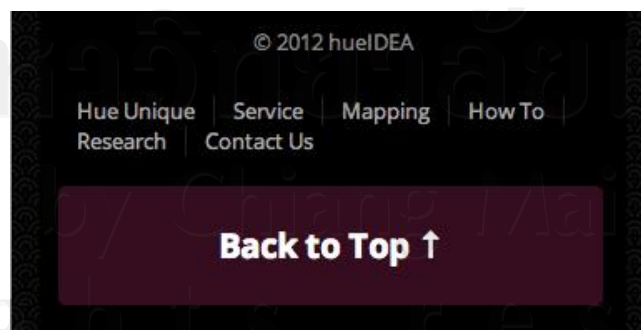 © 2012 hueIDEA
Hue Unique | Service | Mapping | How To |
Research | Contact Us
Back to Top ↑